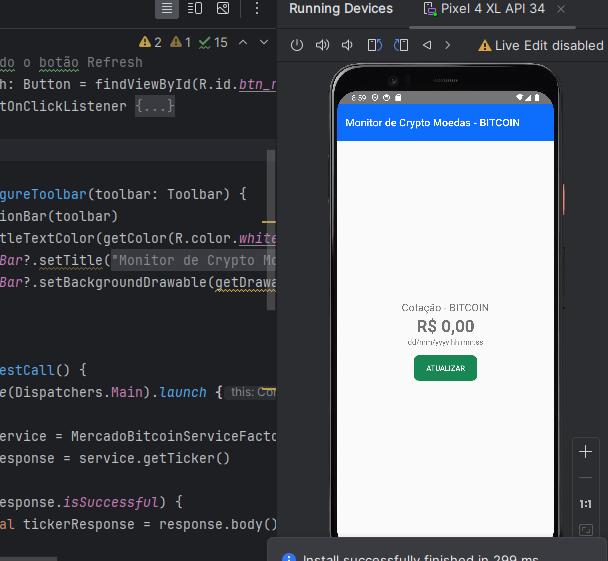 Running Devices
Pixel 4 XL API 34
2 1 15
Live Edit disabled
do o botão Refresh
h: Button = findViewById(R.id.btn_r
tOnClickListener {...}
gureToolbar(toolbar: Toolbar) {
ionBar(toolbar)
tleTextColor(getColor(R.color.white
Bar?.setTitle("Monitor de Crypto Mo
Bar?.setBackgroundDrawable(getDrawa
estCall() {
e(Dispatchers.Main).launch { this: Cor
ervice = MercadoBitcoinServiceFacto
esponse = service.getTicker()
esponse.isSuccessful) {
al tickerResponse = response.body()
8:59
Monitor de Crypto Moedas - BITCOIN
Cotação - BITCOIN
R$ 0,00
dd/mm/yyyy hh:mm:ss
ATUALIZAR
1:1
Install successfully finished in 299 ms